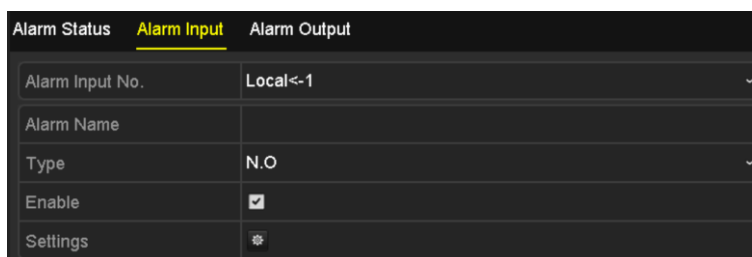 Alarm Status Alarm Input Alarm Output
Alarm Input No. Local<-1
Alarm Name
Type N.O
Enable
Settings